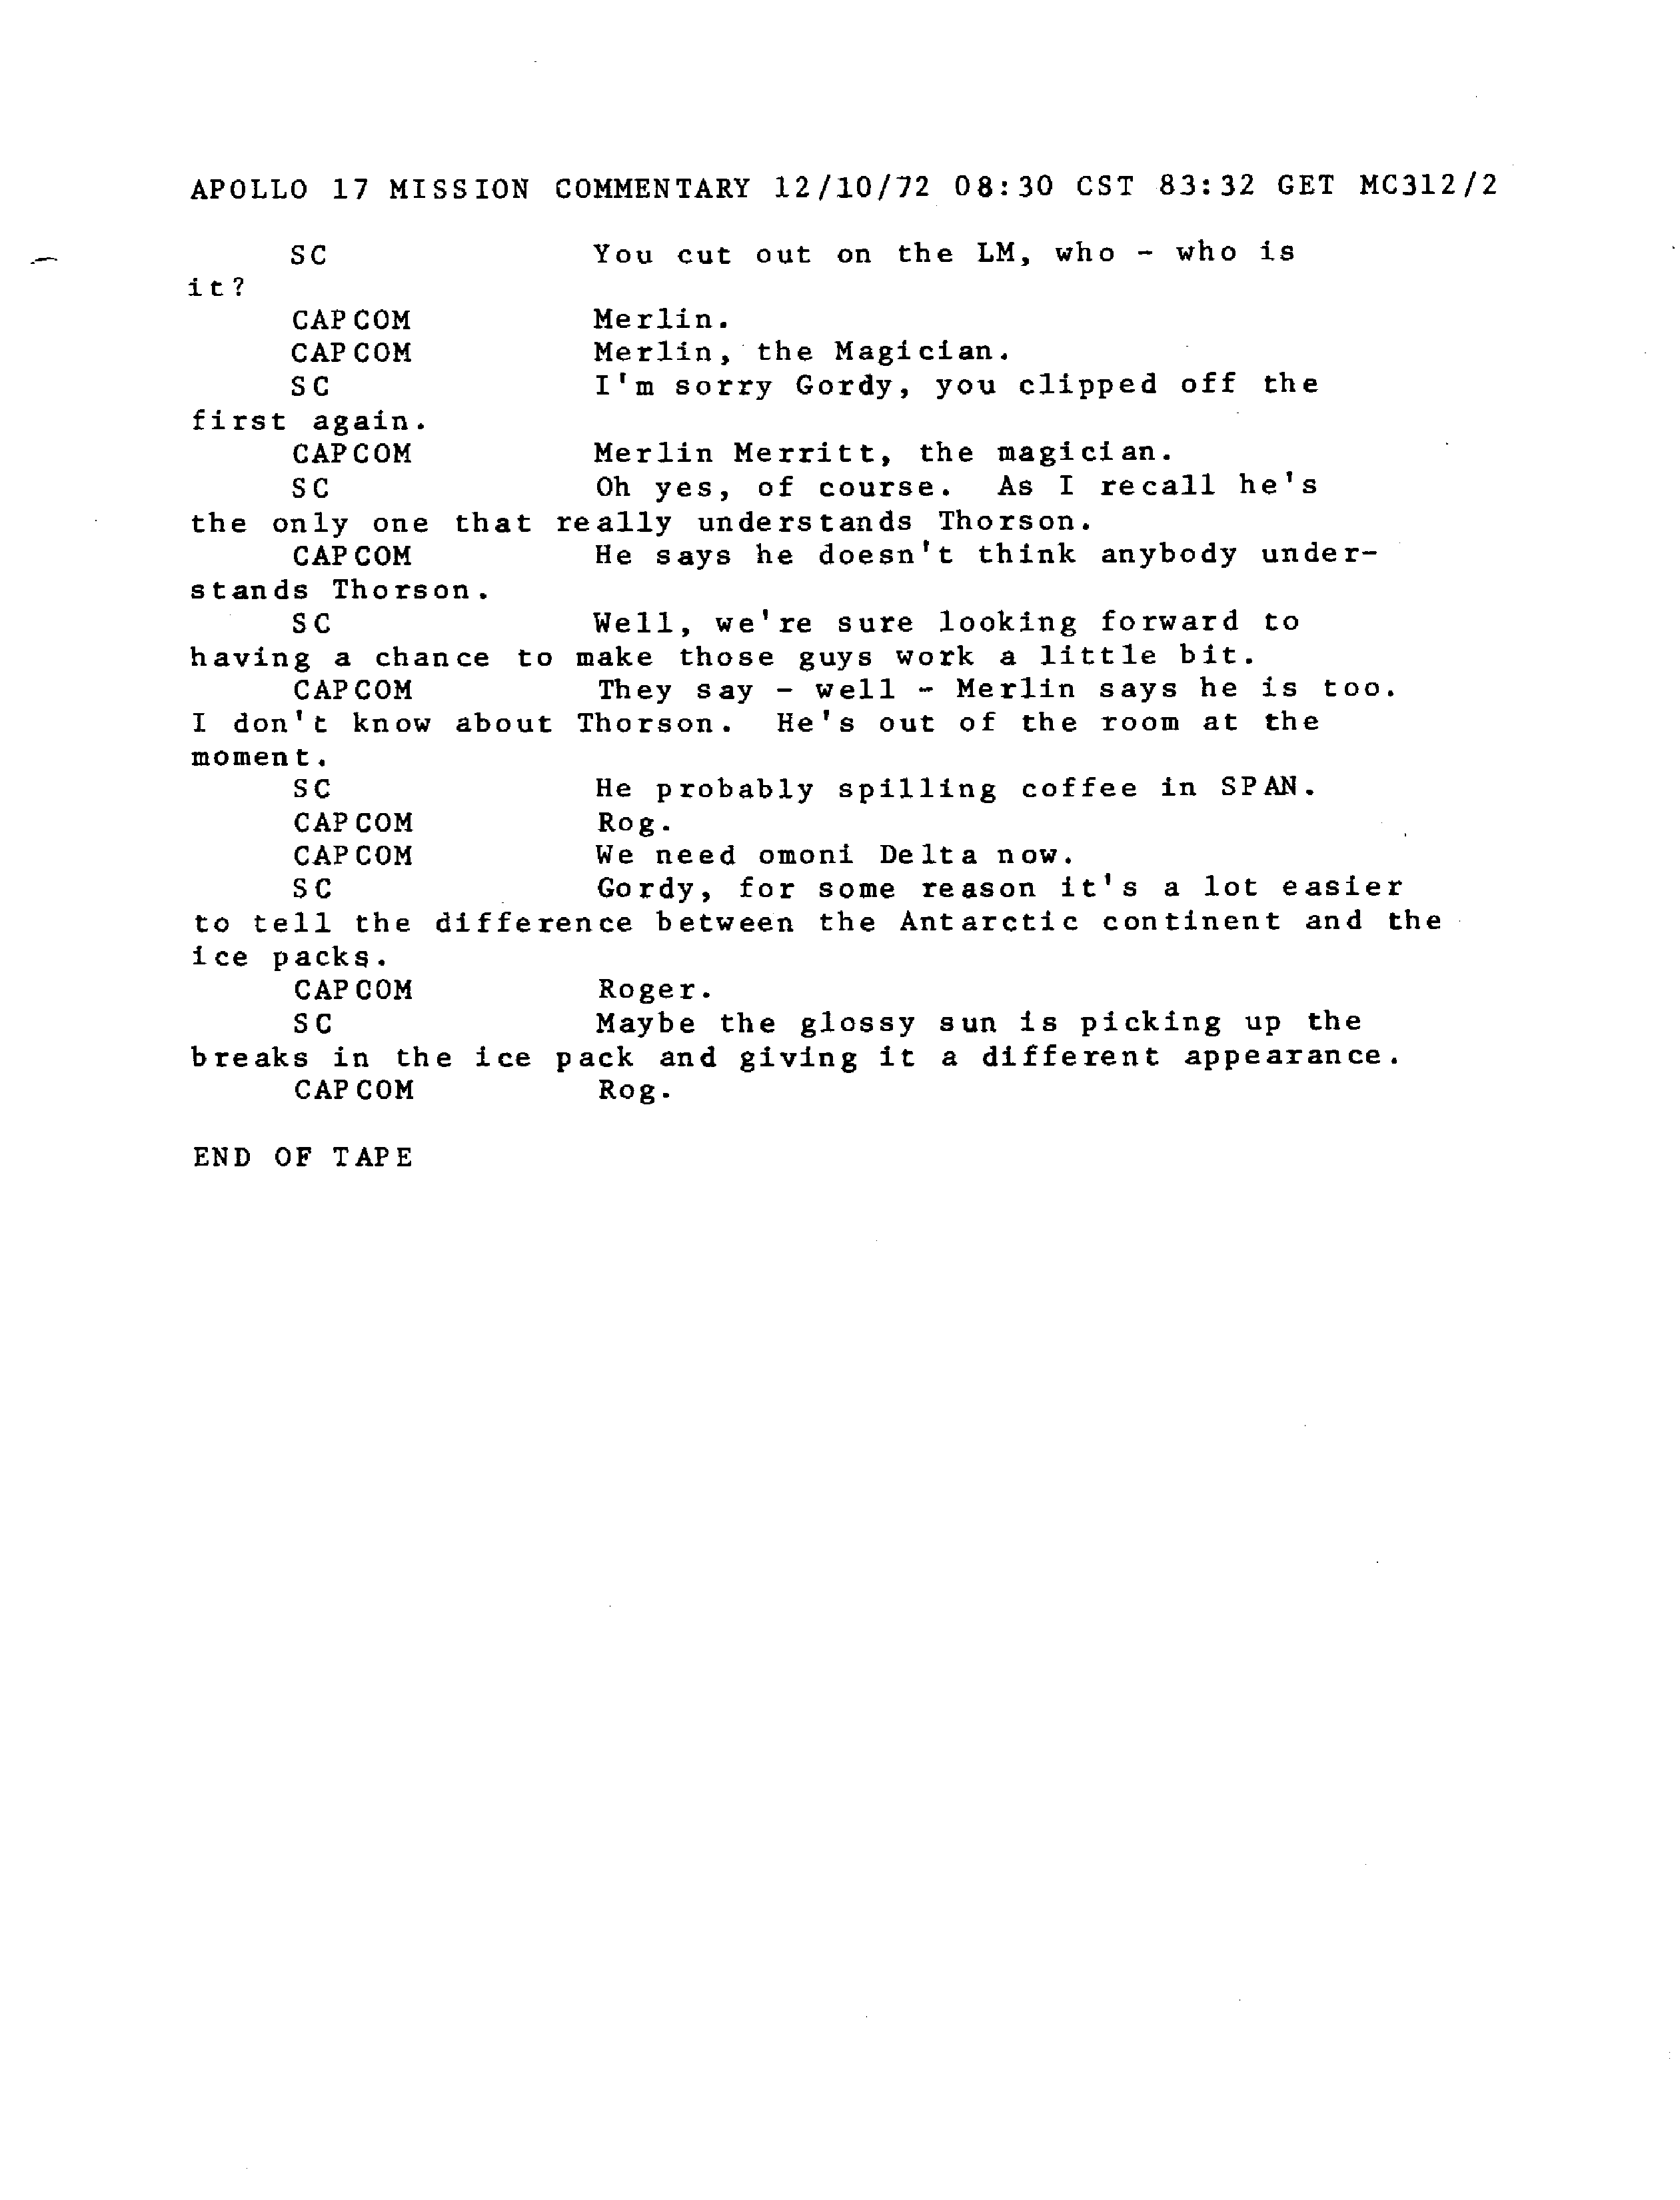 APOLLO 17 MISSION COMMENTARY 12/10/72 08:30 CST 83:32 GET MC312/2
SC You cut out on the LM, who - who is
it?
CAPCOM Merlin.
CAPCOM Merlin, the Magician.
SC I'm sorry Gordy, you clipped off the
first again.
CAPCOM Merlin Merritt, the magician.
SC Oh yes, of course. As I recall he's
the only one that really understands Thorson.
CAPCOM He says he doesn't think anybody under-
stands Thorson.
SC Well, we're sure looking forward to
having a chance to make those guys work a little bit.
CAPCOM They say - well - Merlin says he is too.
I don't know about Thorson. He's out of the room at the
moment.
SC He probably spilling coffee in SPAN.
CAPCOM Rog.
CAPCOM We need omoni Delta now.
SC Gordy, for some reason it's a lot easier
to tell the difference between the Antarctic continent and the
ice packs.
CAPCOM Roger.
SC Maybe the glossy sun is picking up the
breaks in the ice pack and giving it a different appearance.
CAPCOM Rog.
END OF TAPE